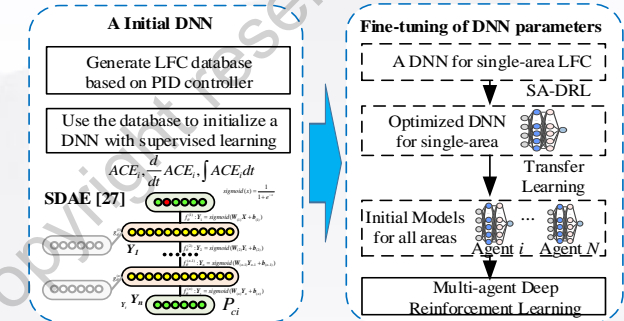 A Initial DNN
Generate LFC database
based on PID controller
Use the database to initialize a
DNN with supervised learning
ACE_i, d/dt ACE_i, ∫ACE_i dt
SDAE [27]
sigmoid(x) = 1/(1+e^-x)
Y_1
Y_n
P_ci
Fine-tuning of DNN parameters
A DNN for single-area LFC
SA-DRL
Optimized DNN
for single-area
Transfer
Learning
Initial Models
for all areas
...
Agent i Agent N
Multi-agent Deep
Reinforcement Learning